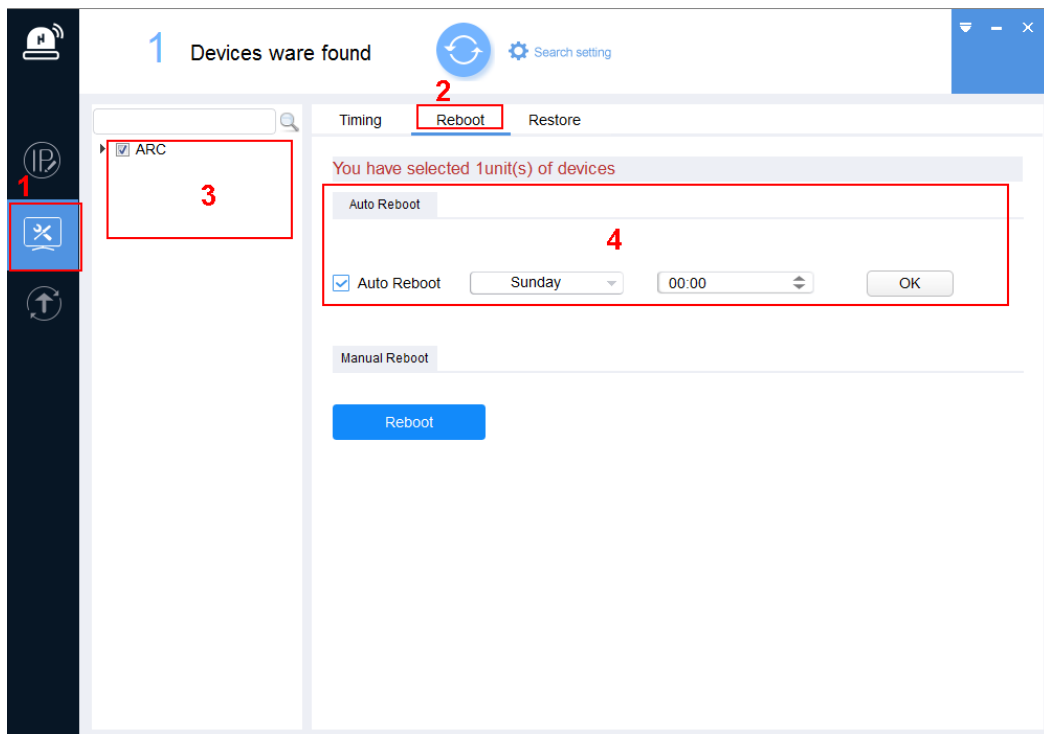 N
1 Devices ware found
Search setting
2
Timing Reboot Restore
IP
ARC
You have selected 1unit(s) of devices
1
3
Auto Reboot
4
Auto Reboot Sunday 00:00 OK
Manual Reboot
Reboot